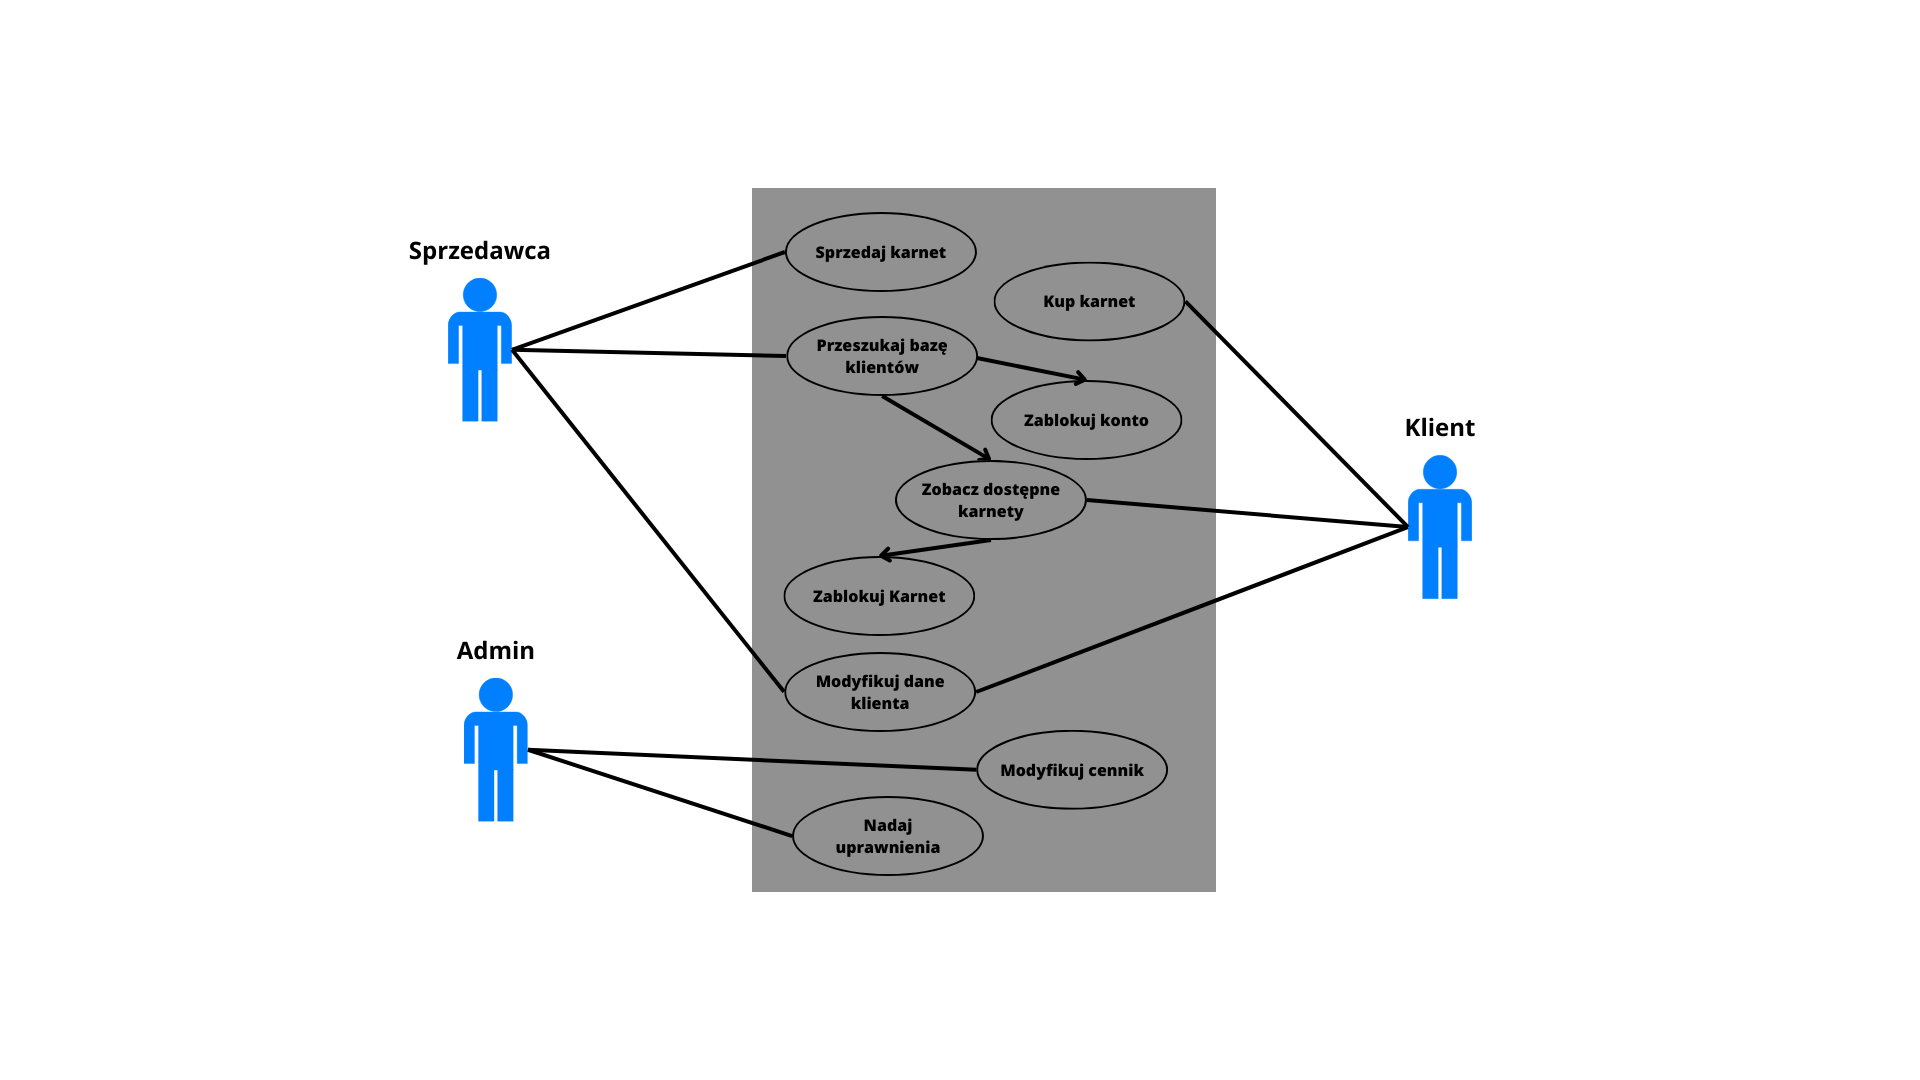 Sprzedawca
Sprzedaj karnet
Kup karnet
Przeszukaj bazę
klientów
Zablokuj konto
Klient
Zobacz dostępne
karnety
Zablokuj Karnet
Admin
Modyfikuj dane
klienta
Modyfikuj cennik
Nadaj
uprawnienia